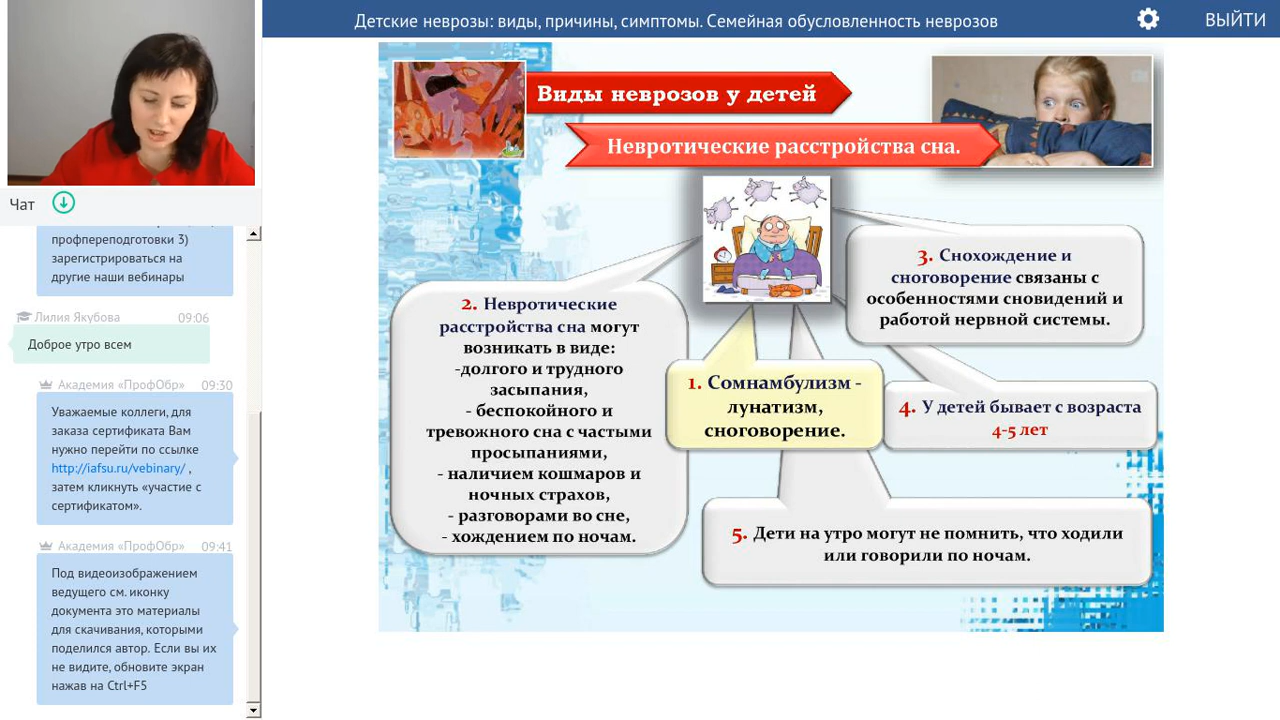 Детские неврозы: виды, причины, симптомы. Семейная обусловленность неврозов
ВЫЙТИ
Чат
профпереподготовки 3)
зарегистрироваться на
другие наши вебинары
Лилия Якубова 09:06
Доброе утро всем
Академия «ПрофОбр» 09:30
Уважаемые коллеги, для
заказа сертификата Вам
нужно перейти по ссылке
http://iafsu.ru/vebinary/ ,
затем кликнуть «участие с
сертификатом».
Академия «ПрофОбр» 09:41
Под видеоизображением
ведущего см. иконку
документа это материалы
для скачивания, которыми
поделился автор. Если вы их
не видите, обновите экран
нажав на Ctrl+F5
Виды неврозов у детей
Невротические расстройства сна.
1. Сомнамбулизм -
лунатизм,
сноговорение.
2. Невротические
расстройства сна могут
возникать в виде:
-долгого и трудного
засыпания,
- беспокойного и
тревожного сна с частыми
просыпаниями,
- наличием кошмаров и
ночных страхов,
- разговорами во сне,
- хождением по ночам.
3. Снохождение и
сноговорение связаны с
особенностями сновидений и
работой нервной системы.
4. У детей бывает с возраста
4-5 лет
5. Дети на утро могут не помнить, что ходили
или говорили по ночам.